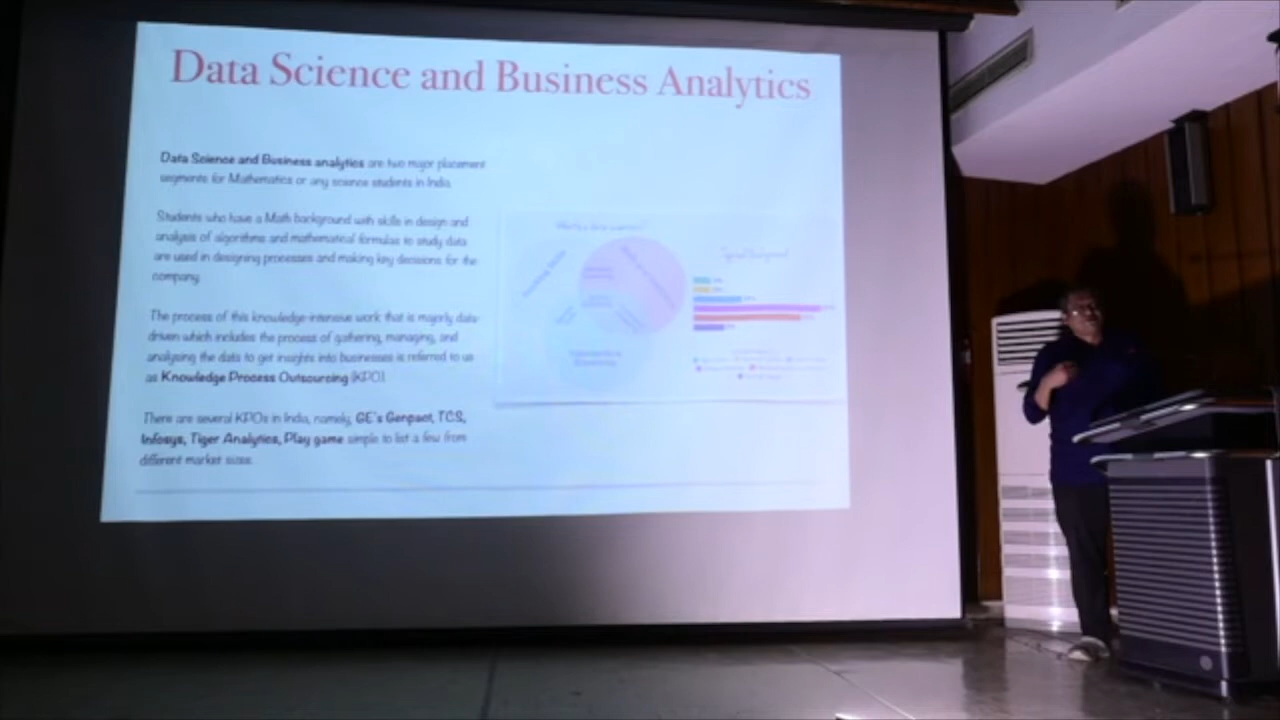 Data Science and Business Analytics
Data Science and Business analytics are two major placement
segments for Mathematics or any science students in India.
Students who have a Math background with skills in design and
analysis of algorithms and mathematical formulas to study data
are used in designing processes and making key decisions for the
company.
The process of this knowledge-intensive work that is majorly data-
driven which includes the process of gathering, managing, and
analysing the data to get insights into businesses is referred to us
as Knowledge Process Outsourcing (KPO).
There are several KPOs in India, namely, GE's Genpact, TCS,
Infosys, Tiger Analytics, Play game simple to list a few from
different market sizes.